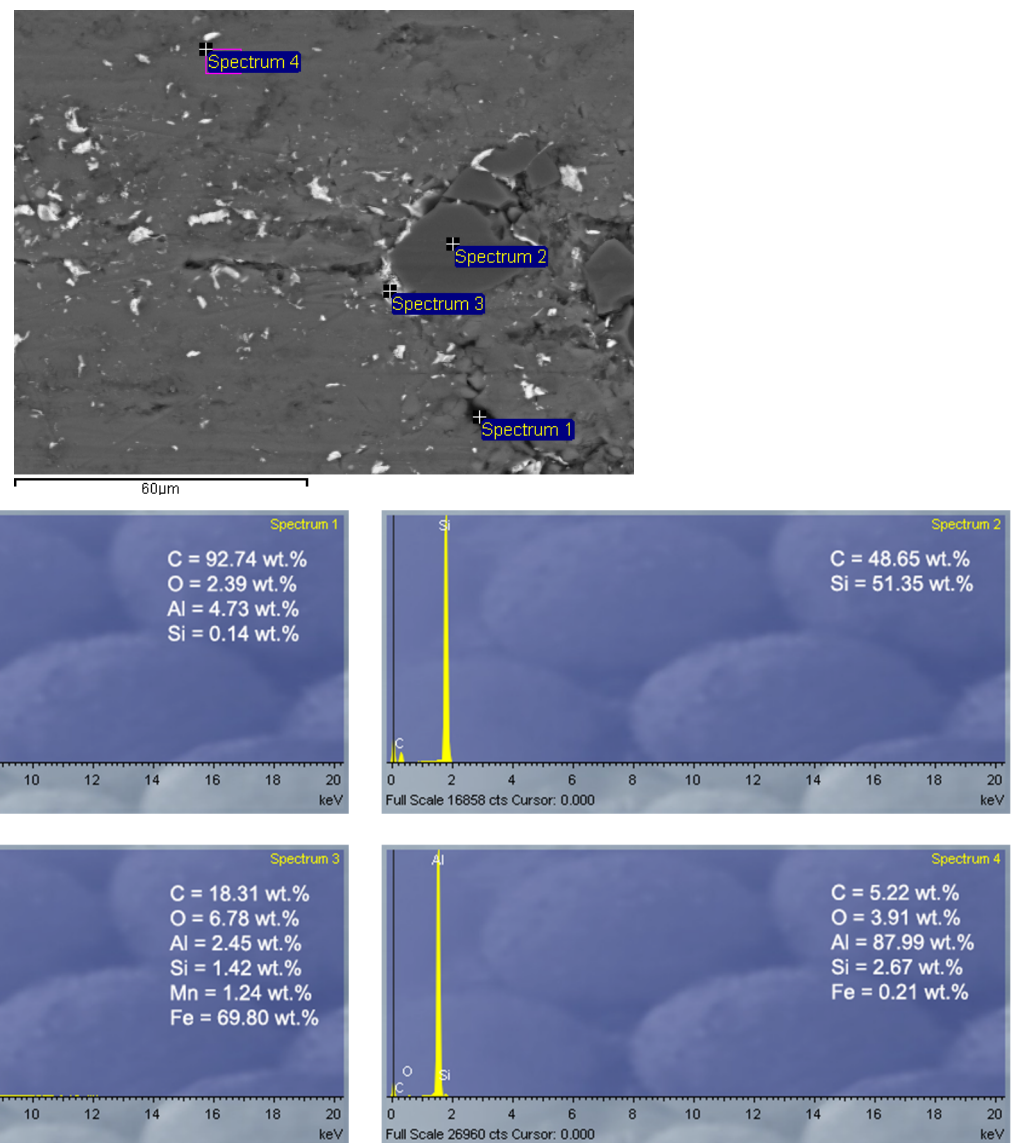 Spectrum 4
Spectrum 2
Spectrum 3
Spectrum 1
60µm
Spectrum 1
C = 92.74 wt.%
O = 2.39 wt.%
Al = 4.73 wt.%
Si = 0.14 wt.%
10 12 14 16 18 20
keV
Spectrum 2
Si
C = 48.65 wt.%
Si = 51.35 wt.%
C
0 2 4 6 8 10 12 14 16 18 20
Full Scale 16858 cts Cursor: 0.000 keV
Spectrum 3
C = 18.31 wt.%
O = 6.78 wt.%
Al = 2.45 wt.%
Si = 1.42 wt.%
Mn = 1.24 wt.%
Fe = 69.80 wt.%
10 12 14 16 18 20
keV
Spectrum 4
Al
C = 5.22 wt.%
O = 3.91 wt.%
Al = 87.99 wt.%
Si = 2.67 wt.%
Fe = 0.21 wt.%
O
Si
C
0 2 4 6 8 10 12 14 16 18 20
Full Scale 26960 cts Cursor: 0.000 keV